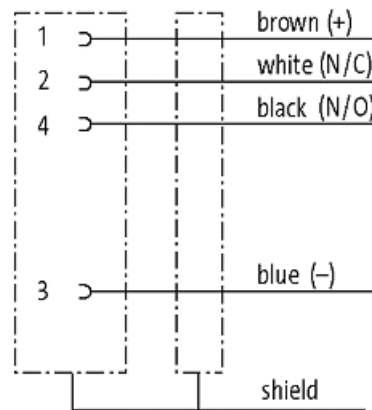 1 brown (+)
2 white (N/C)
4 black (N/O)
3 blue (–)
shield